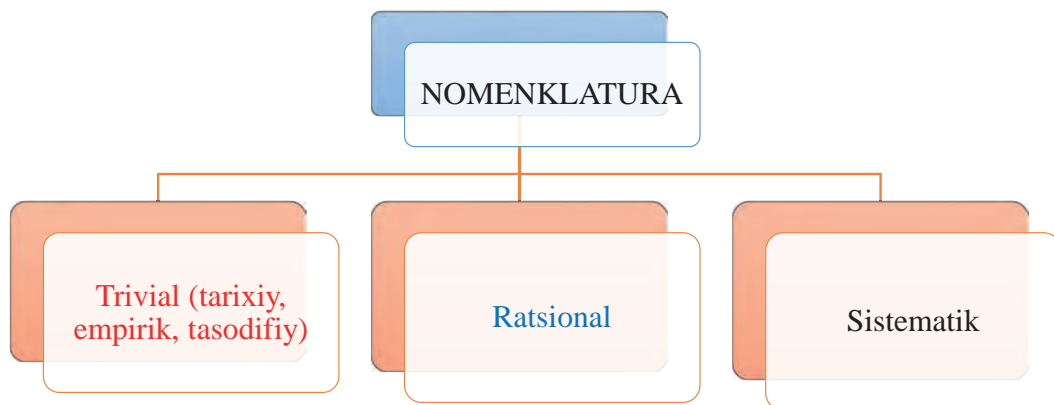 NOMENKLATURA
Trivial (tarixiy,
empirik, tasodifiy)
Ratsional
Sistematik